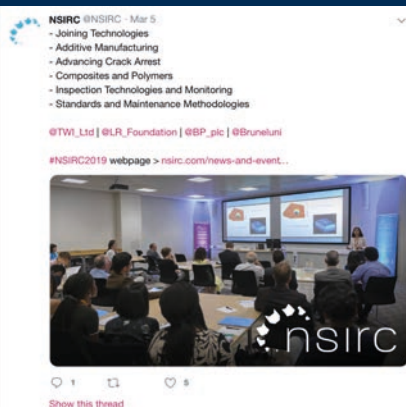 NSIRC @NSIRC · Mar 5
- Joining Technologies
- Additive Manufacturing
- Advancing Crack Arrest
- Composites and Polymers
- Inspection Technologies and Monitoring
- Standards and Maintenance Methodologies
@TWI_Ltd | @LR_Foundation | @BP_plc | @Bruneluni
#NSIRC2019 webpage > nsirc.com/news-and-event...
nsirc
1 5
Show this thread